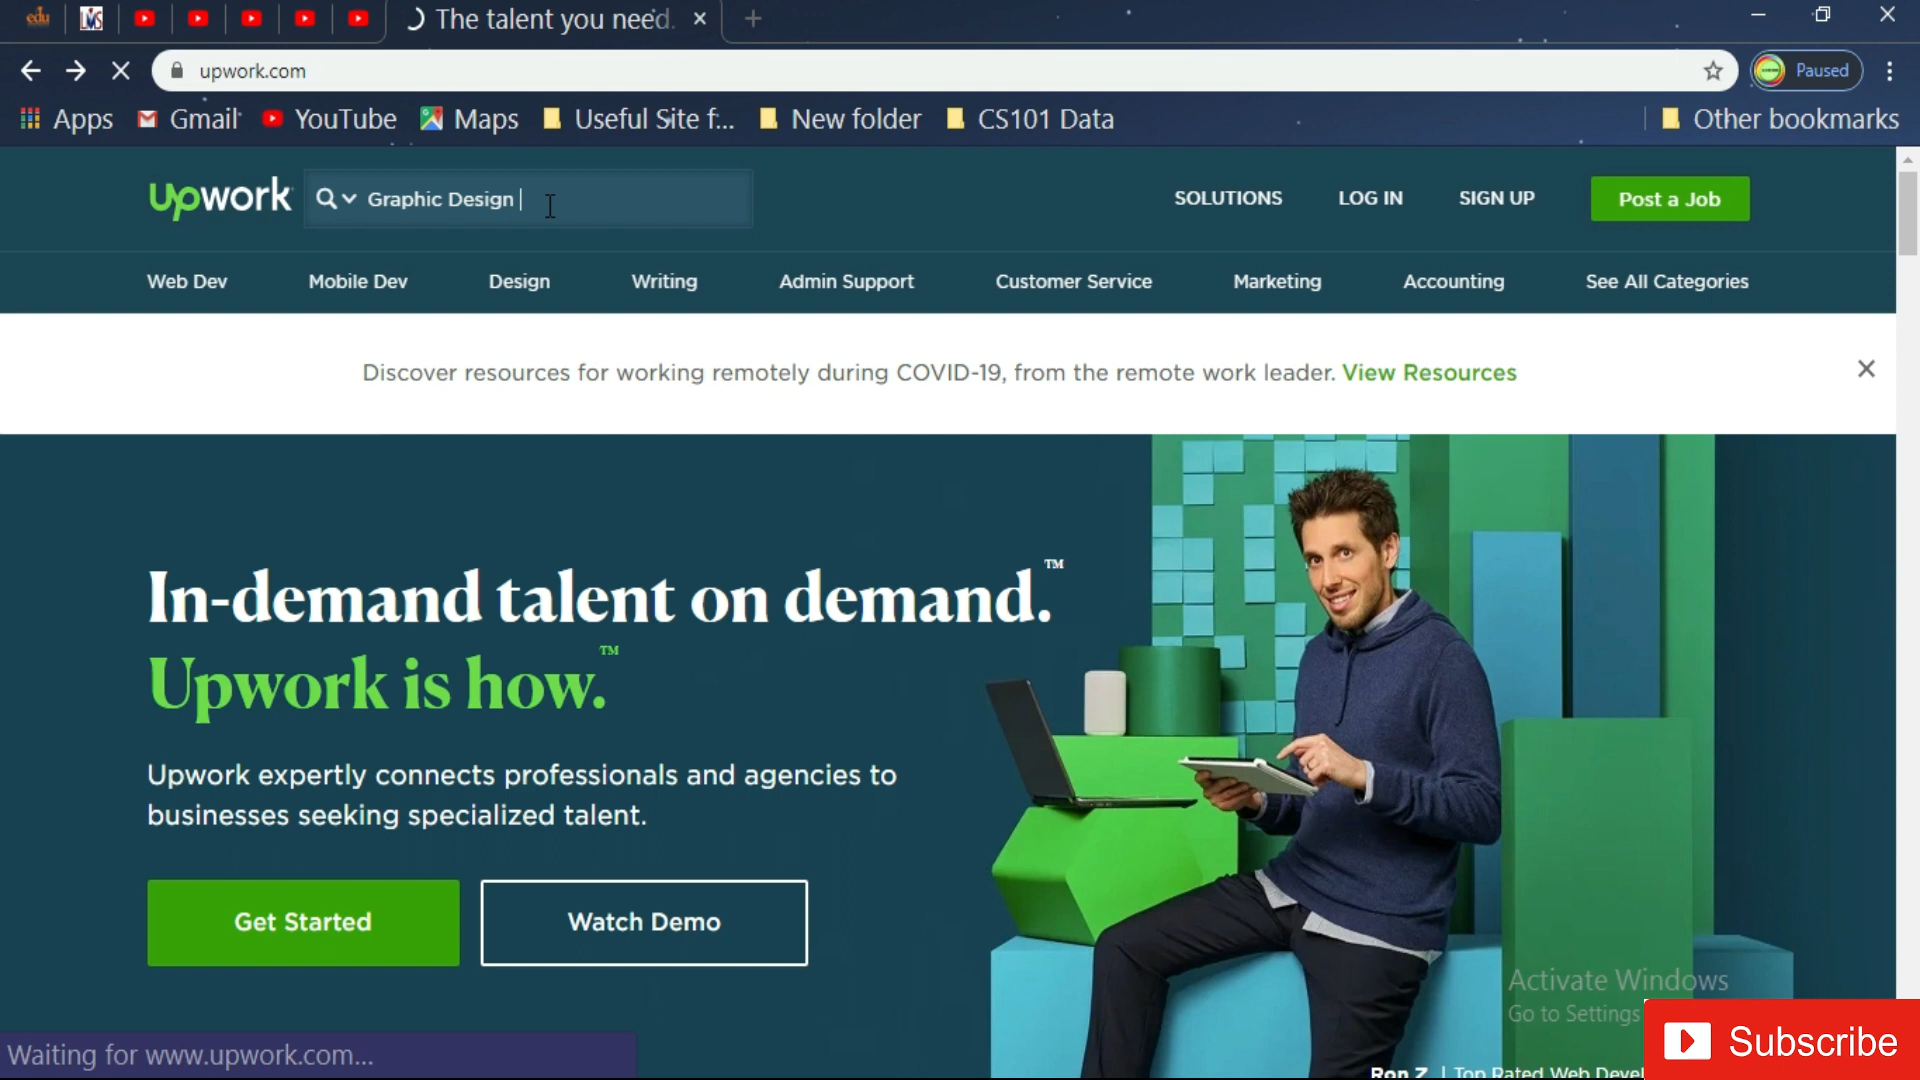 edu
LMS
The talent you need.
upwork.com
Paused
Apps
Gmail
YouTube
Maps
Useful Site f...
New folder
CS101 Data
Other bookmarks
upwork
Graphic Design
SOLUTIONS
LOG IN
SIGN UP
Post a Job
Web Dev
Mobile Dev
Design
Writing
Admin Support
Customer Service
Marketing
Accounting
See All Categories
Discover resources for working remotely during COVID-19, from the remote work leader. View Resources
In-demand talent on demand.™
Upwork is how.™
Upwork expertly connects professionals and agencies to
businesses seeking specialized talent.
Get Started
Watch Demo
Activate Windows
Go to Settings
Subscribe
Waiting for www.upwork.com...
Ron Z. | Top Rated Web Devel